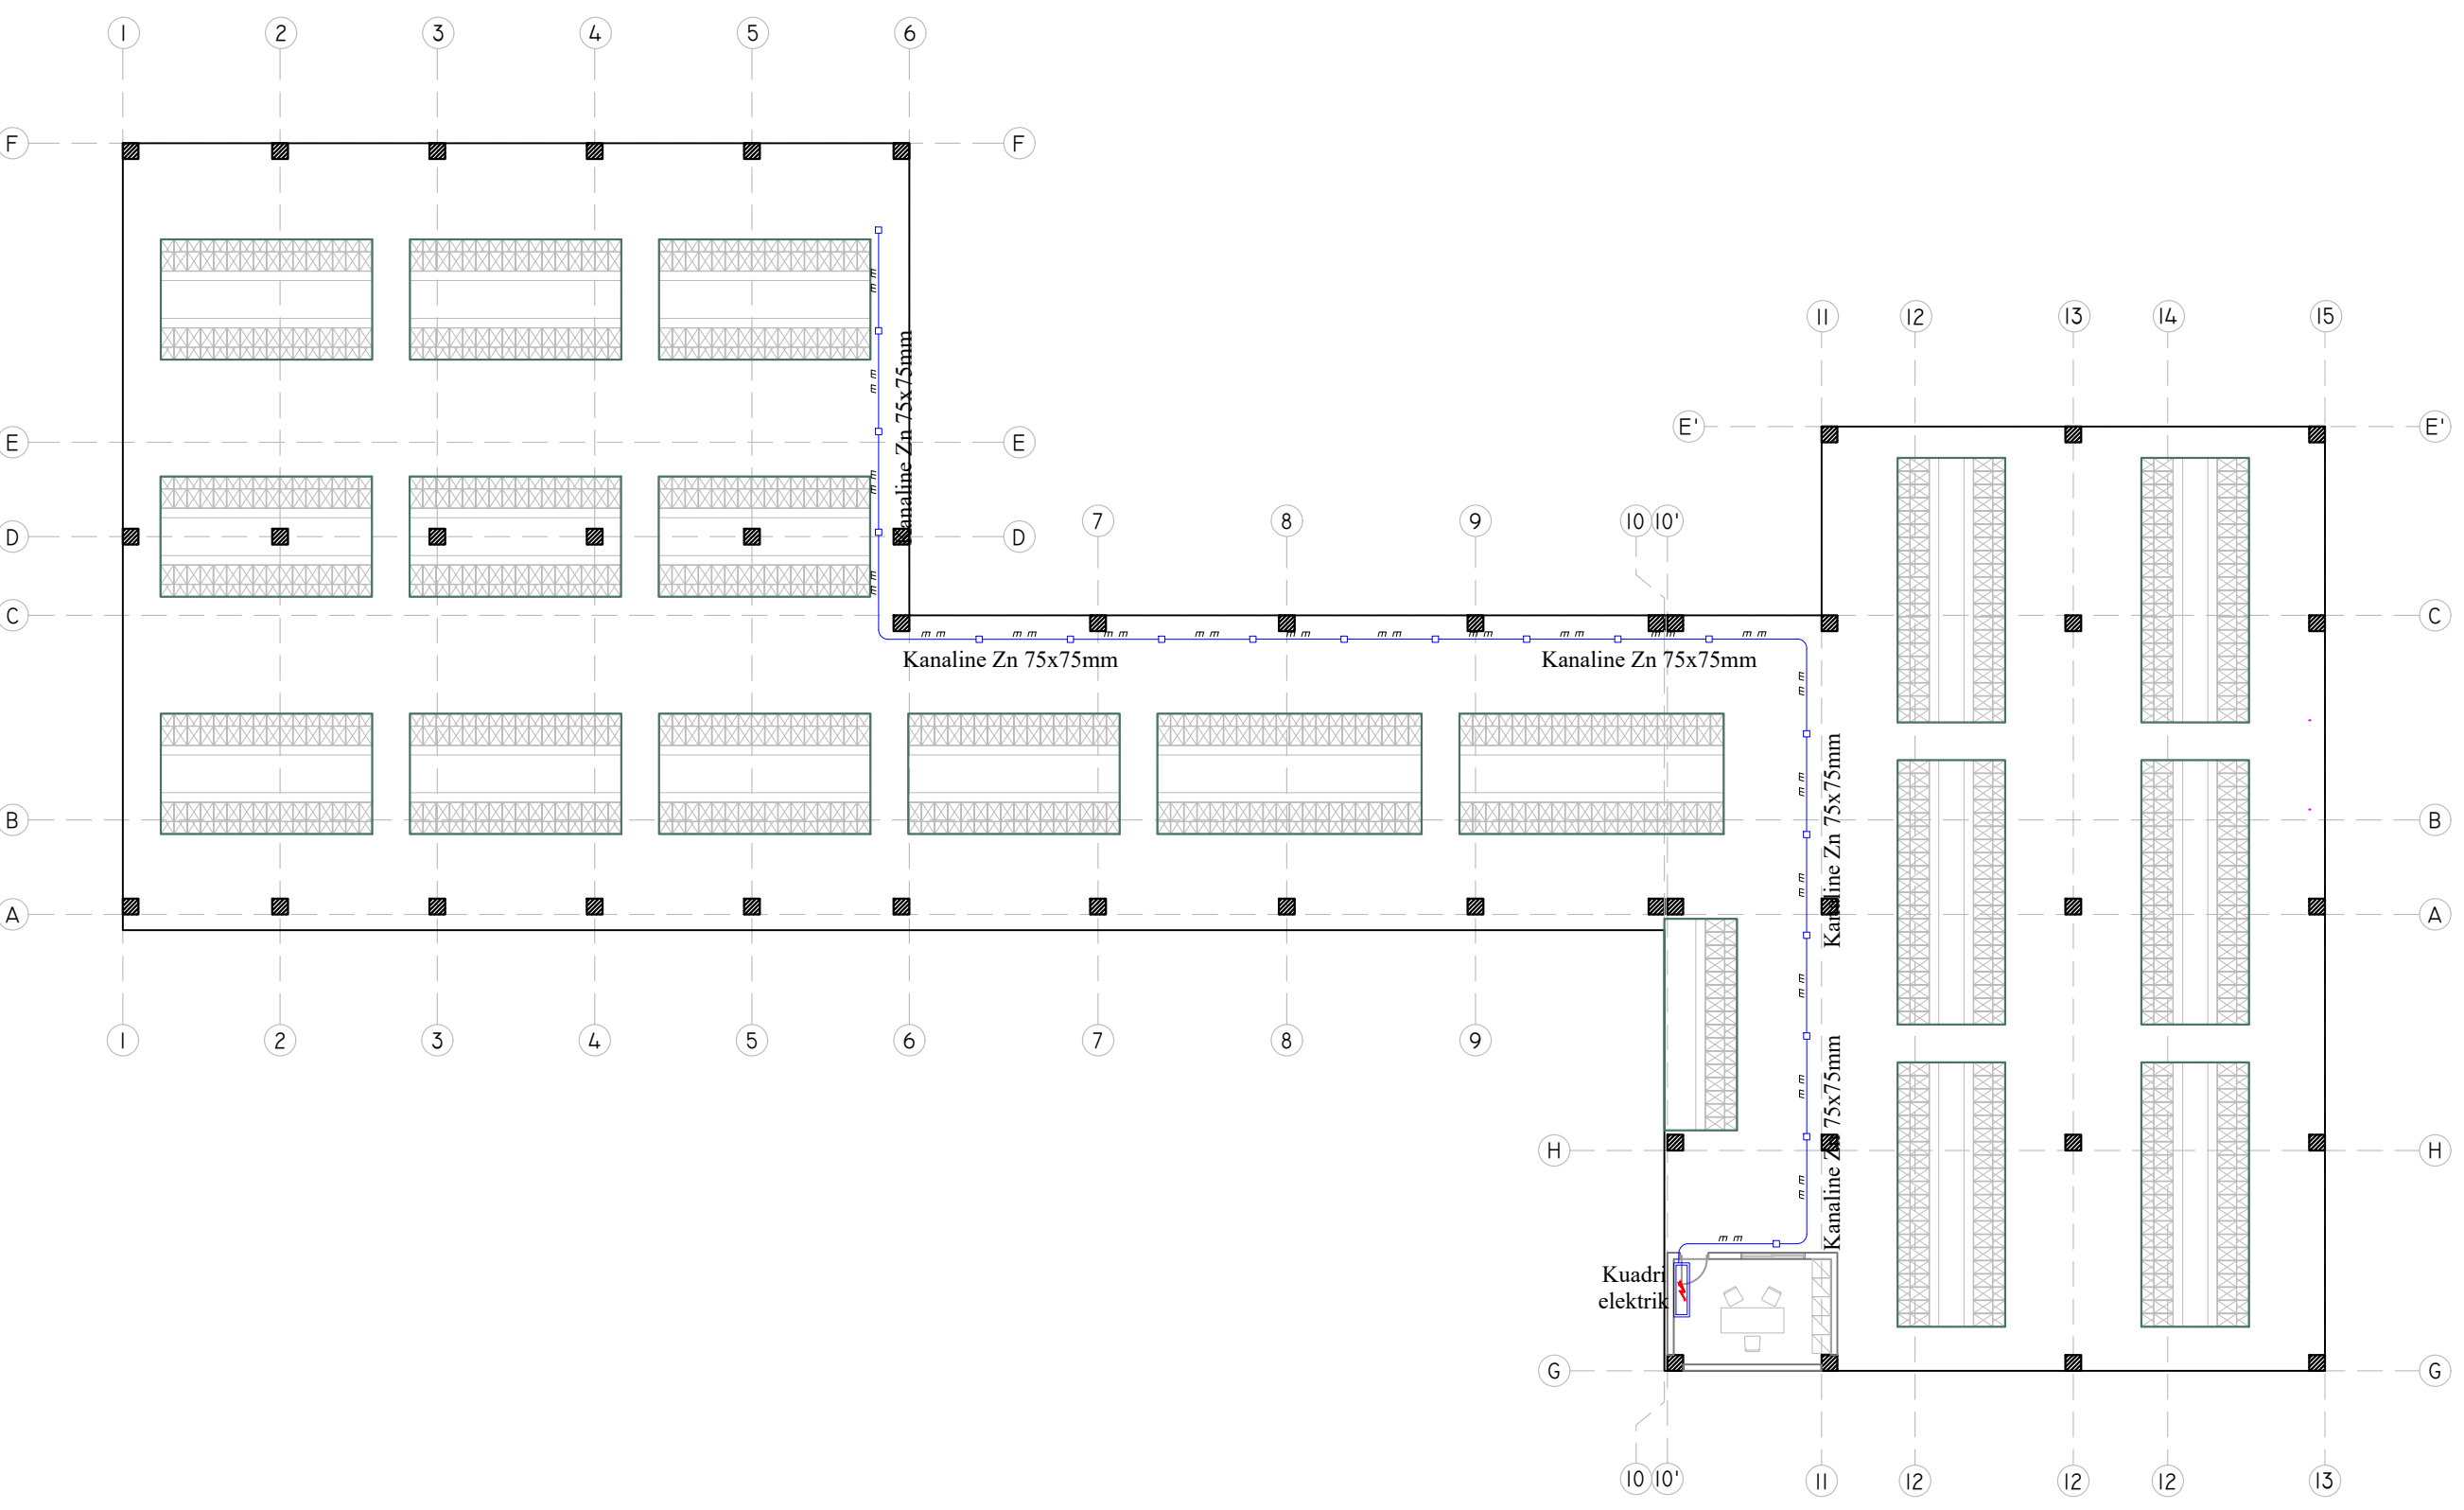 1 2 3 4 5 6
F F
11 12 13 14 15
E' E'
E E
Kanaline Zn 75x75mm
7 8 9 10 10'
D D
C C
Kanaline Zn 75x75mm Kanaline Zn 75x75mm
Kanaline Zn 75x75mm
B B
A A
1 2 3 4 5 6 7 8 9
Kanaline Zn 75x75mm
H H
Kuadri
elektrik
G G
10 10' 11 12 12 12 13